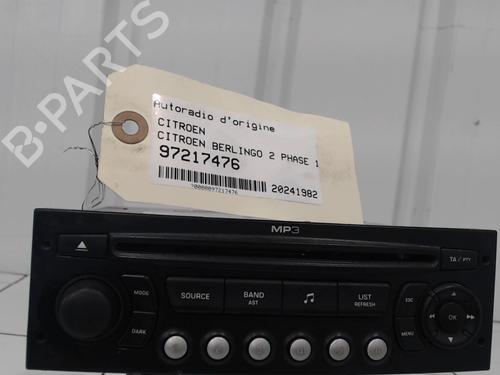 B-PARTS
Autoradio d'origine
CITROEN
CITROEN BERLINGO 2 PHASE 1
97217476
20241982
MP3
TA / PTY
MODE
SOURCE
BAND
AST
LIST
REFRESH
ESC
OK
DARK
MENU